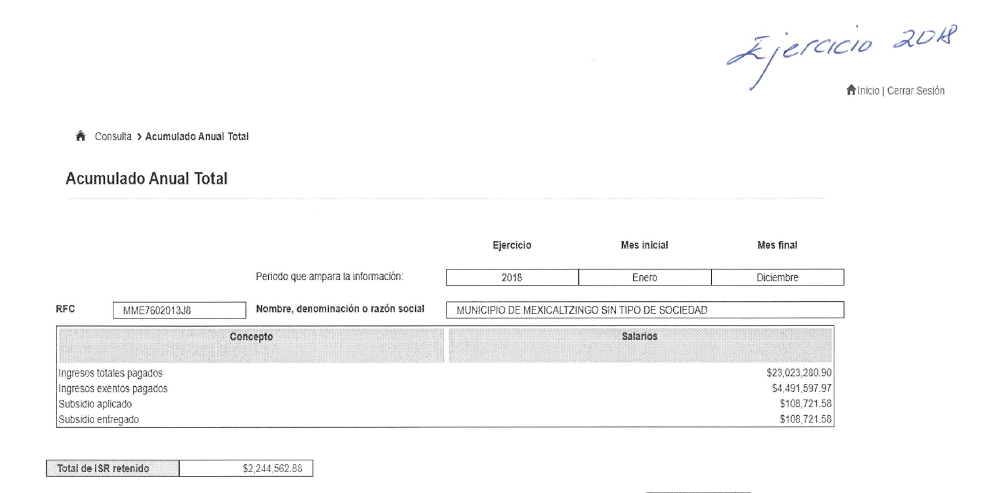 Ejercicio 2018
Inicio | Cerrar Sesión
Consulta > Acumulado Anual Total
Acumulado Anual Total
Ejercicio Mes inicial Mes final
Periodo que ampara la información: 2018 Enero Diciembre
RFC MME7602013J8 Nombre, denominación o razón social MUNICIPIO DE MEXICALTZINGO SIN TIPO DE SOCIEDAD
Concepto Salarios
Ingresos totales pagados $23,023,280.90
Ingresos exentos pagados $4,491,597.97
Subsidio aplicado $108,721.58
Subsidio entregado $108,721.58
Total de ISR retenido $2,244,562.88